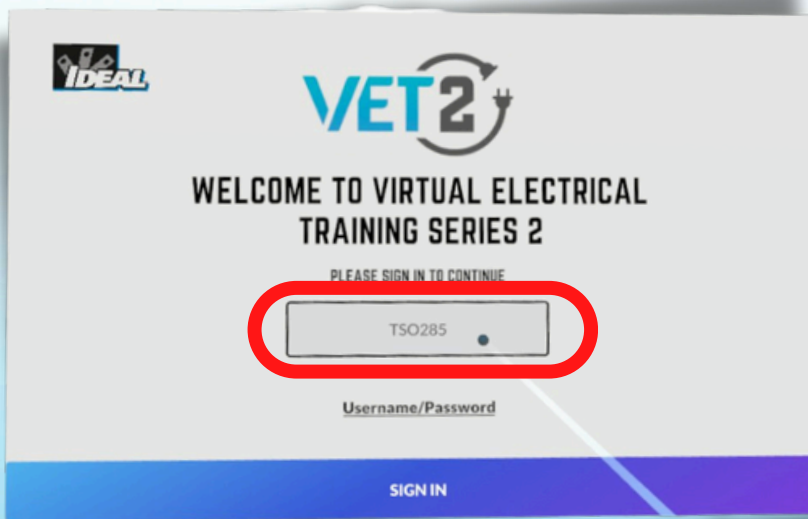 IDEAL
VET2
WELCOME TO VIRTUAL ELECTRICAL
TRAINING SERIES 2
PLEASE SIGN IN TO CONTINUE
TSO285
Username/Password
SIGN IN